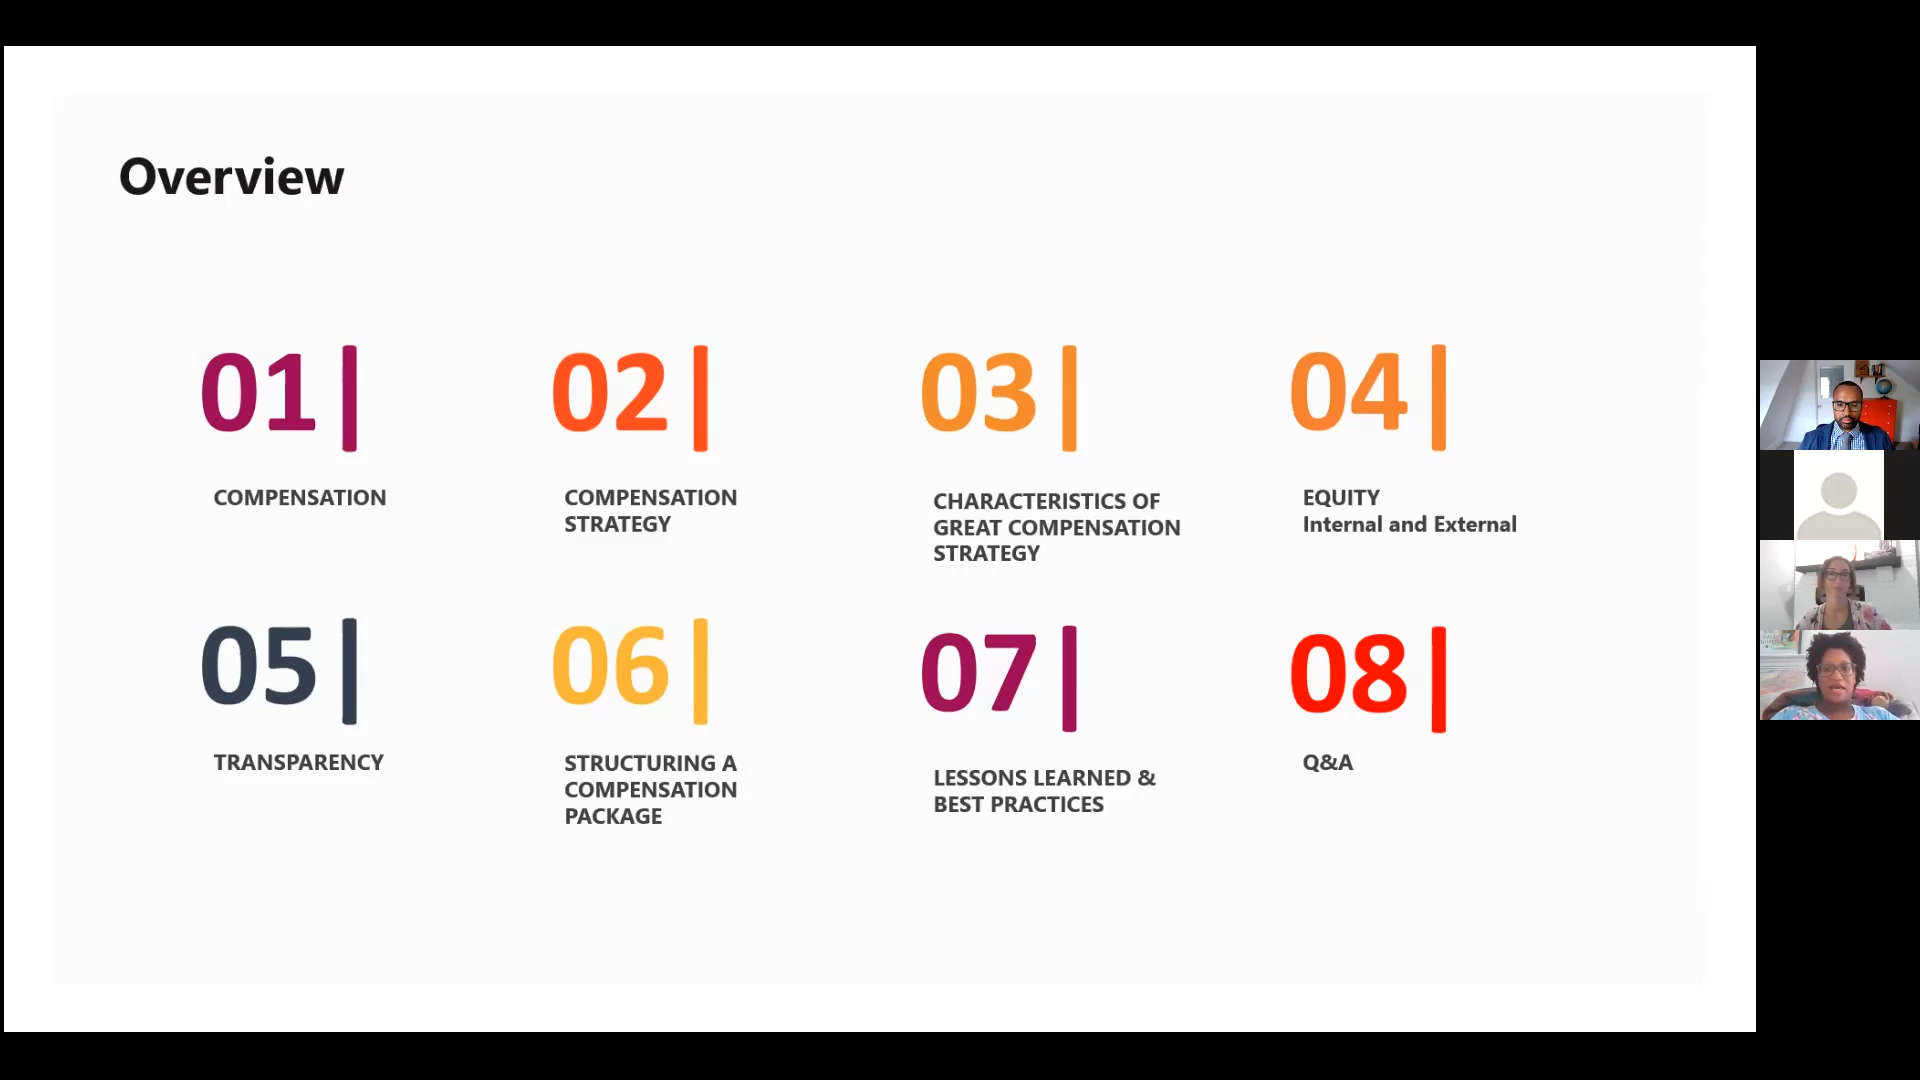 Overview
01|
COMPENSATION
02|
COMPENSATION
STRATEGY
03|
CHARACTERISTICS OF
GREAT COMPENSATION
STRATEGY
04|
EQUITY
Internal and External
05|
TRANSPARENCY
06|
STRUCTURING A
COMPENSATION
PACKAGE
07|
LESSONS LEARNED &
BEST PRACTICES
08|
Q&A